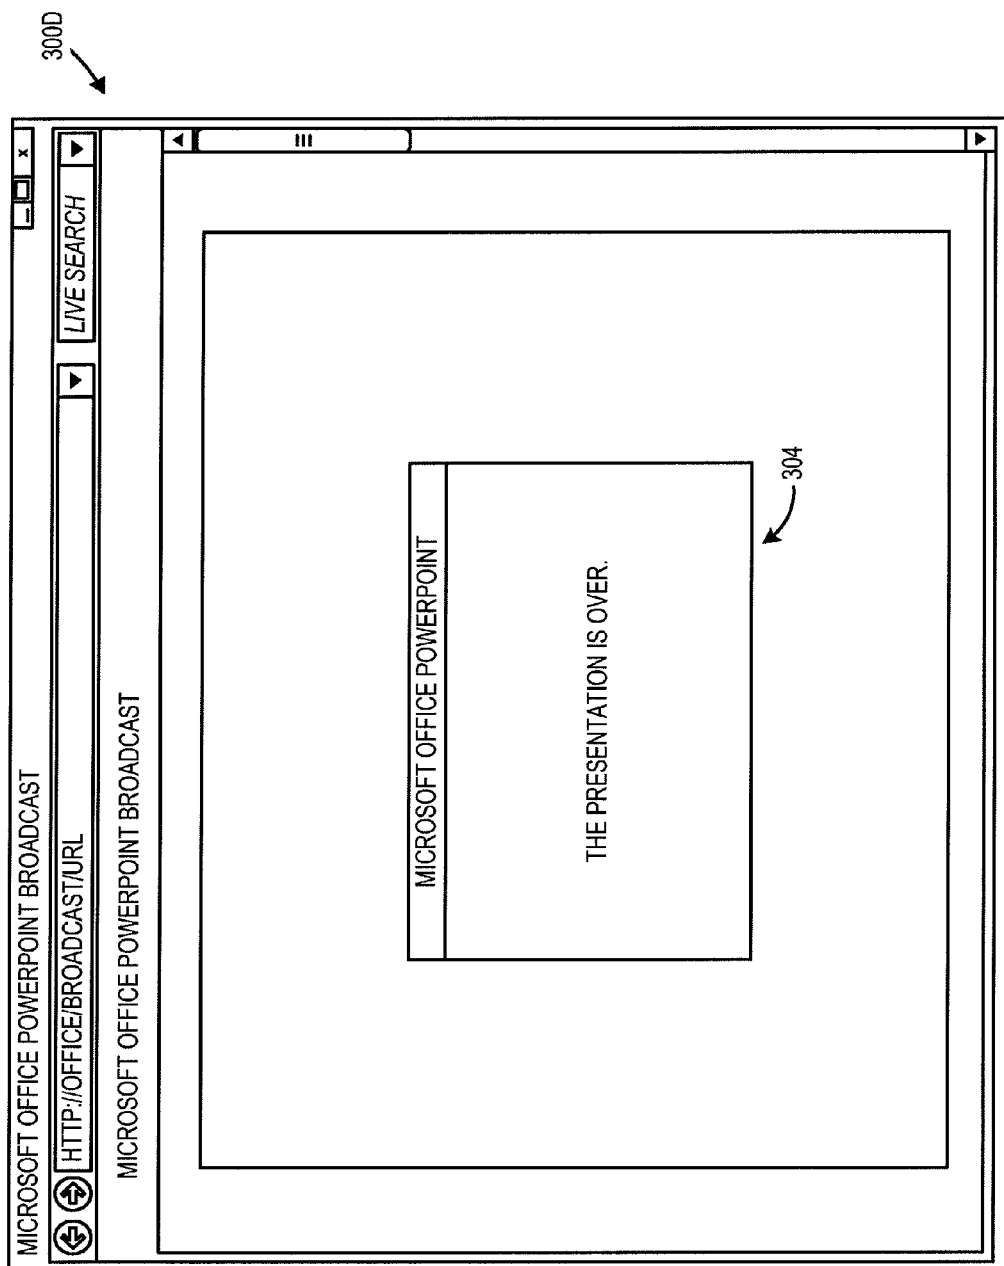 300D
MICROSOFT OFFICE POWERPOINT BROADCAST
_ x
HTTP://OFFICE/BROADCAST/URL LIVE SEARCH
MICROSOFT OFFICE POWERPOINT BROADCAST
MICROSOFT OFFICE POWERPOINT
THE PRESENTATION IS OVER.
304